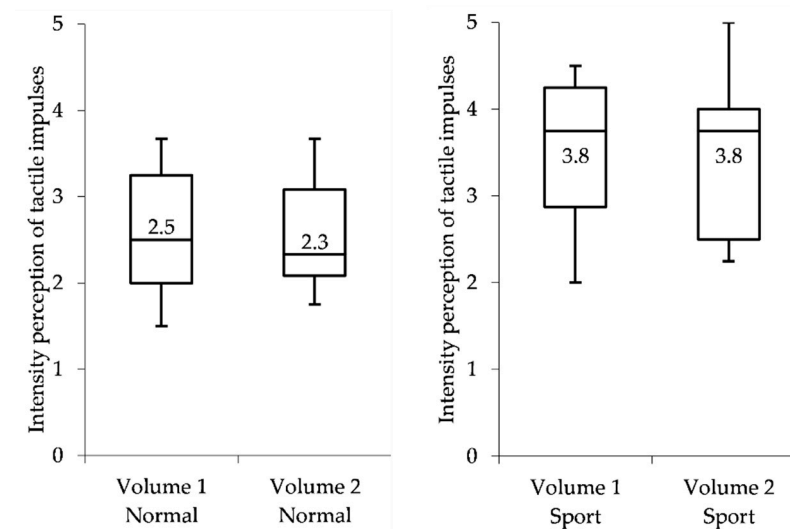 Intensity perception of tactile impulses
5
4
3
2
1
0
2.5
2.3
Volume 1
Normal
Volume 2
Normal
Intensity perception of tactile impulses
5
4
3
2
1
0
3.8
3.8
Volume 1
Sport
Volume 2
Sport